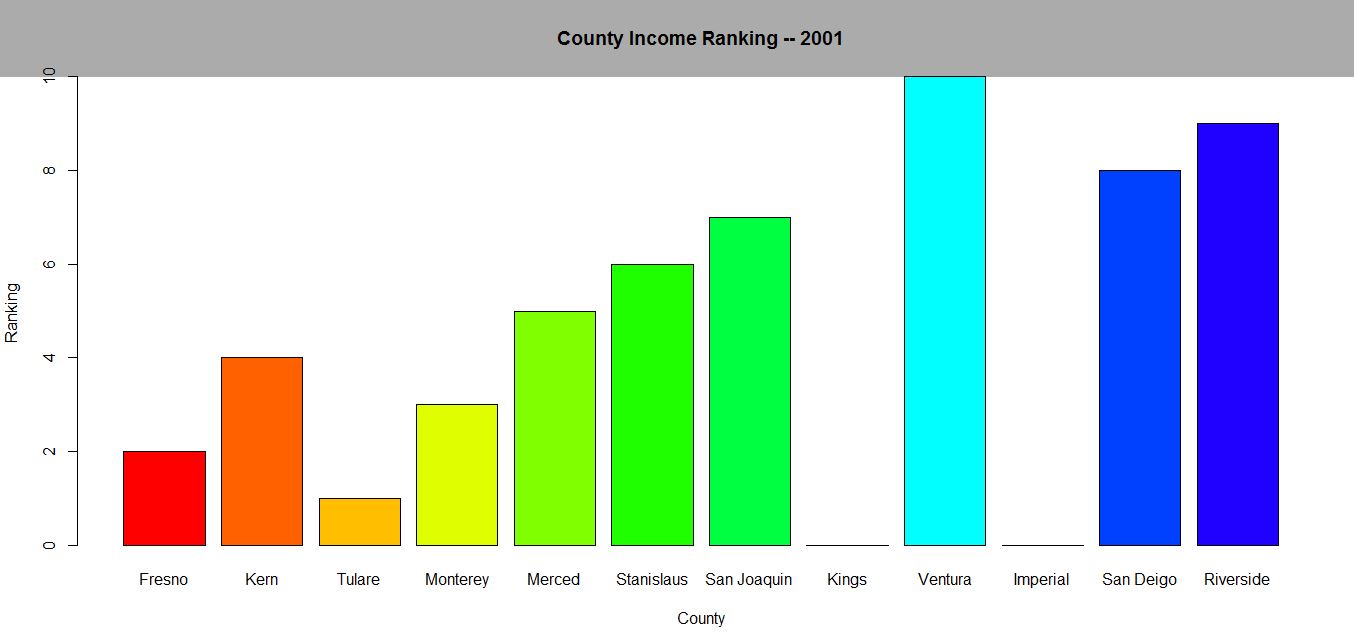 County Income Ranking -- 2001
10
8
6
4
2
0
Ranking
Fresno Kern Tulare Monterey Merced Stanislaus San Joaquin Kings Ventura Imperial San Deigo Riverside
County